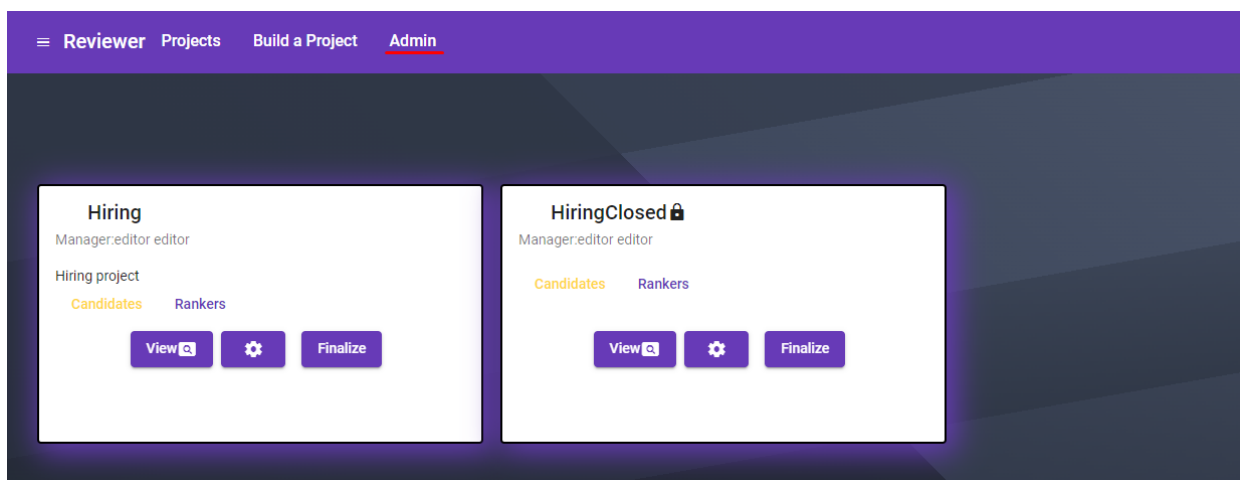 Reviewer Projects Build a Project Admin
Hiring
Manager:editor editor
Hiring project
Candidates Rankers
View Finalize
HiringClosed
Manager:editor editor
Candidates Rankers
View Finalize